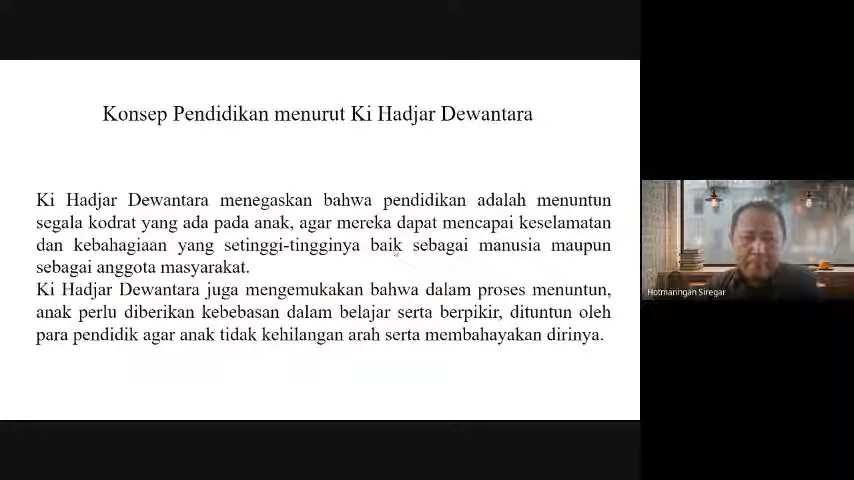 Konsep Pendidikan menurut Ki Hadjar Dewantara
Ki Hadjar Dewantara menegaskan bahwa pendidikan adalah menuntun
segala kodrat yang ada pada anak, agar mereka dapat mencapai keselamatan
dan kebahagiaan yang setinggi-tingginya baik sebagai manusia maupun
sebagai anggota masyarakat.
Ki Hadjar Dewantara juga mengemukakan bahwa dalam proses menuntun,
anak perlu diberikan kebebasan dalam belajar serta berpikir, dituntun oleh
para pendidik agar anak tidak kehilangan arah serta membahayakan dirinya.
Hotmaringan Siregar